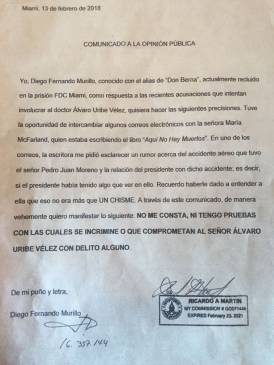 Miami, 13 de febrero de 2018
COMUNICADO A LA OPINIÓN PÚBLICA
Yo, Diego Fernando Murillo, conocido con el alias de "Don Berna", actualmente recluido
en la prisión FDC Miami, como respuesta a las recientes acusaciones que intentan
involucrar al doctor Álvaro Uribe Vélez, quisiera hacer las siguientes precisiones. Tuve
la oportunidad de intercambiar algunos correos electrónicos con la señora María
McFarland, quien estaba escribiendo el libro "Aquí No Hay Muertos". En uno de los
correos, la escritora me pidió esclarecer un rumor acerca del accidente aéreo que tuvo
el señor Pedro Juan Moreno y la relación del presidente con dicho accidente; es decir,
si el presidente había tenido algo que ver en ello. Recuerdo haberle dado a entender a
ella que eso no era más que UN CHISME. A través de este comunicado, de manera
vehemente quiero manifestar lo siguiente: NO ME CONSTA, NI TENGO PRUEBAS
CON LAS CUALES SE INCRIMINE O QUE COMPROMETAN AL SEÑOR ÁLVARO
URIBE VÉLEZ CON DELITO ALGUNO.
De mi puño y letra,
Diego Fernando Murillo
16.357.144
RICARDO A MARTIN
MY COMMISSION #
EXPIRES February 23, 2021